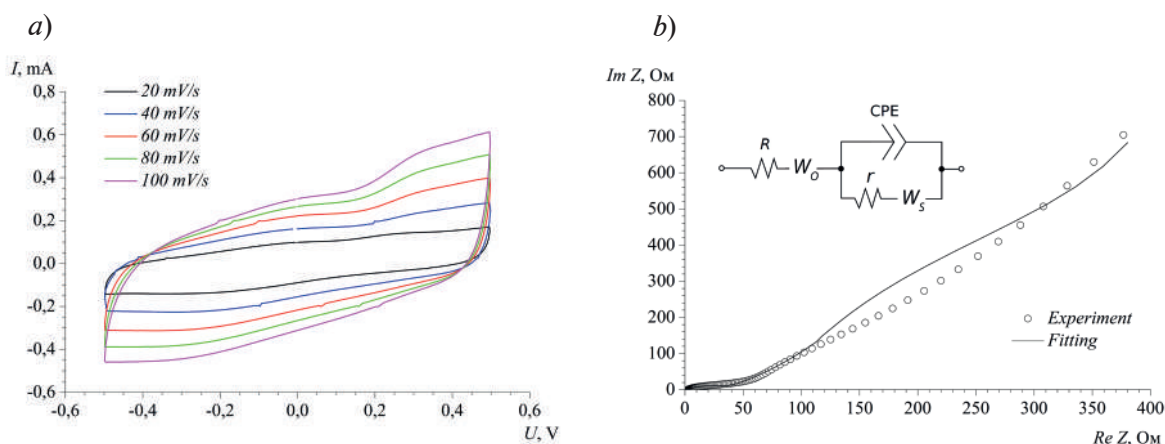 a)
I, mA
0,8
0,6
0,4
0,2
0,0
-0,2
-0,4
-0,6
20 mV/s
40 mV/s
60 mV/s
80 mV/s
100 mV/s
-0,6 -0,4 -0,2 0,0 0,2 0,4 0,6
U, V
b)
Im Z, Ом
800
700
600
500
400
300
200
100
0
CPE
R
W_O
r
W_S
Experiment
Fitting
0 50 100 150 200 250 300 350 400
Re Z, Ом